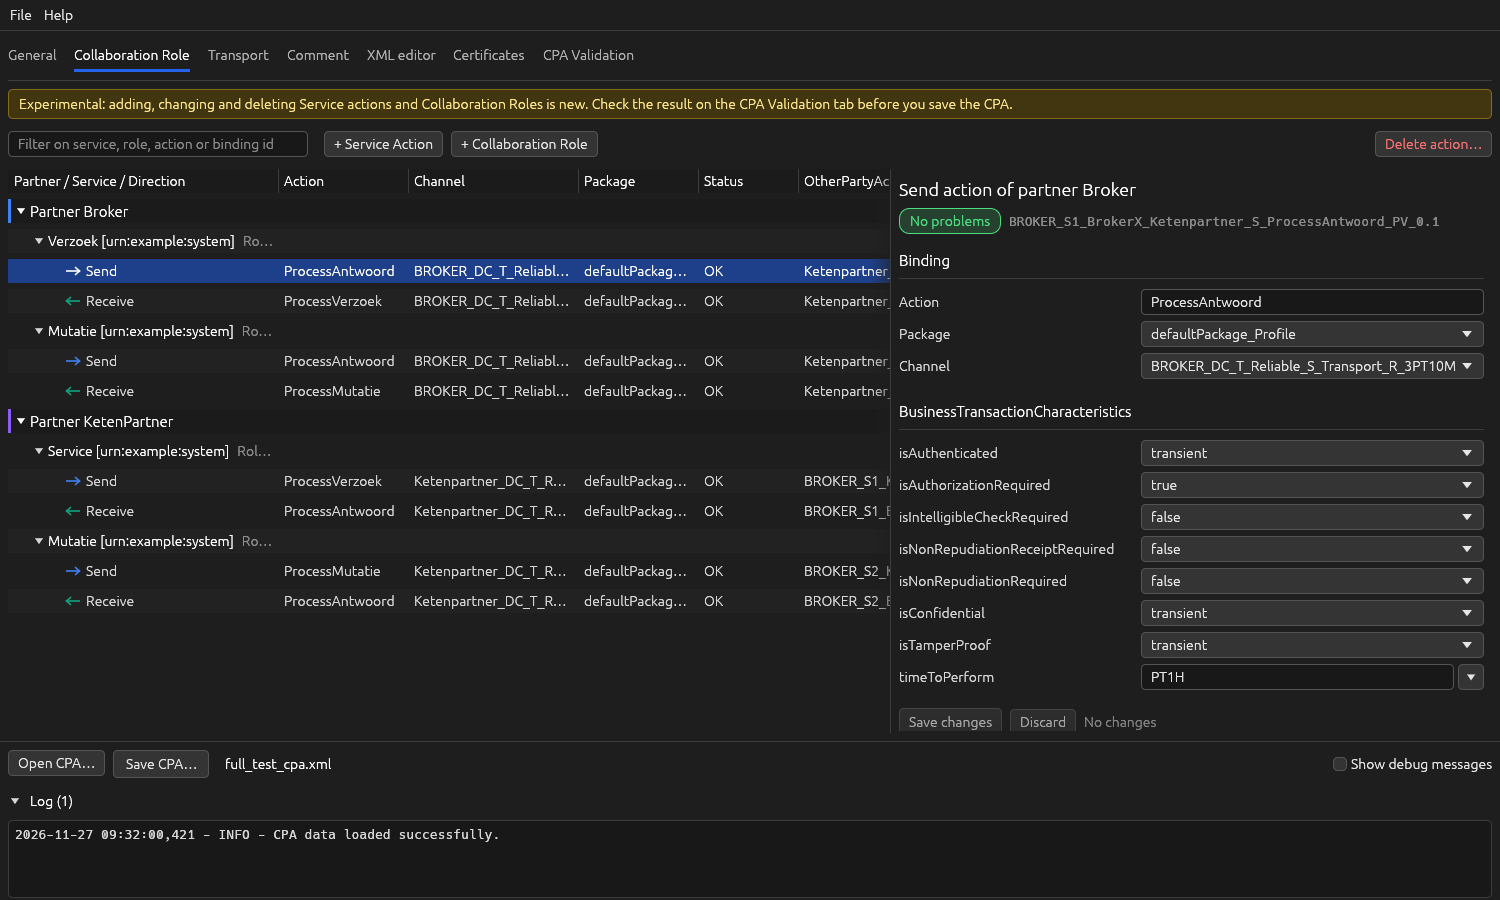 File Help
General Collaboration Role Transport Comment XML editor Certificates CPA Validation
Experimental: adding, changing and deleting Service actions and Collaboration Roles is new. Check the result on the CPA Validation tab before you save the CPA.
Filter on service, role, action or binding id + Service Action + Collaboration Role Delete action...
Partner / Service / Direction Action Channel Package Status OtherPartyAc
Partner Broker
Verzoek [urn:example:system] Ro...
Send ProcessAntwoord BROKER_DC_T_Reliabl... defaultPackag... OK Ketenpartner_
Receive ProcessVerzoek BROKER_DC_T_Reliabl... defaultPackag... OK Ketenpartner_
Mutatie [urn:example:system] Ro...
Send ProcessAntwoord BROKER_DC_T_Reliabl... defaultPackag... OK Ketenpartner_
Receive ProcessMutatie BROKER_DC_T_Reliabl... defaultPackag... OK Ketenpartner_
Partner KetenPartner
Service [urn:example:system] Rol...
Send ProcessVerzoek Ketenpartner_DC_T_R... defaultPackag... OK BROKER_S1_K
Receive ProcessAntwoord Ketenpartner_DC_T_R... defaultPackag... OK BROKER_S1_B
Mutatie [urn:example:system] Ro...
Send ProcessMutatie Ketenpartner_DC_T_R... defaultPackag... OK BROKER_S2_K
Receive ProcessAntwoord Ketenpartner_DC_T_R... defaultPackag... OK BROKER_S2_B
Send action of partner Broker
No problems BROKER_S1_BrokerX_Ketenpartner_S_ProcessAntwoord_PV_0.1
Binding
Action ProcessAntwoord
Package defaultPackage_Profile
Channel BROKER_DC_T_Reliable_S_Transport_R_3PT10M
BusinessTransactionCharacteristics
isAuthenticated transient
isAuthorizationRequired true
isIntelligibleCheckRequired false
isNonRepudiationReceiptRequired false
isNonRepudiationRequired false
isConfidential transient
isTamperProof transient
timeToPerform PT1H
Save changes Discard No changes
Open CPA... Save CPA... full_test_cpa.xml Show debug messages
Log (1)
2026-11-27 09:32:00,421 - INFO - CPA data loaded successfully.